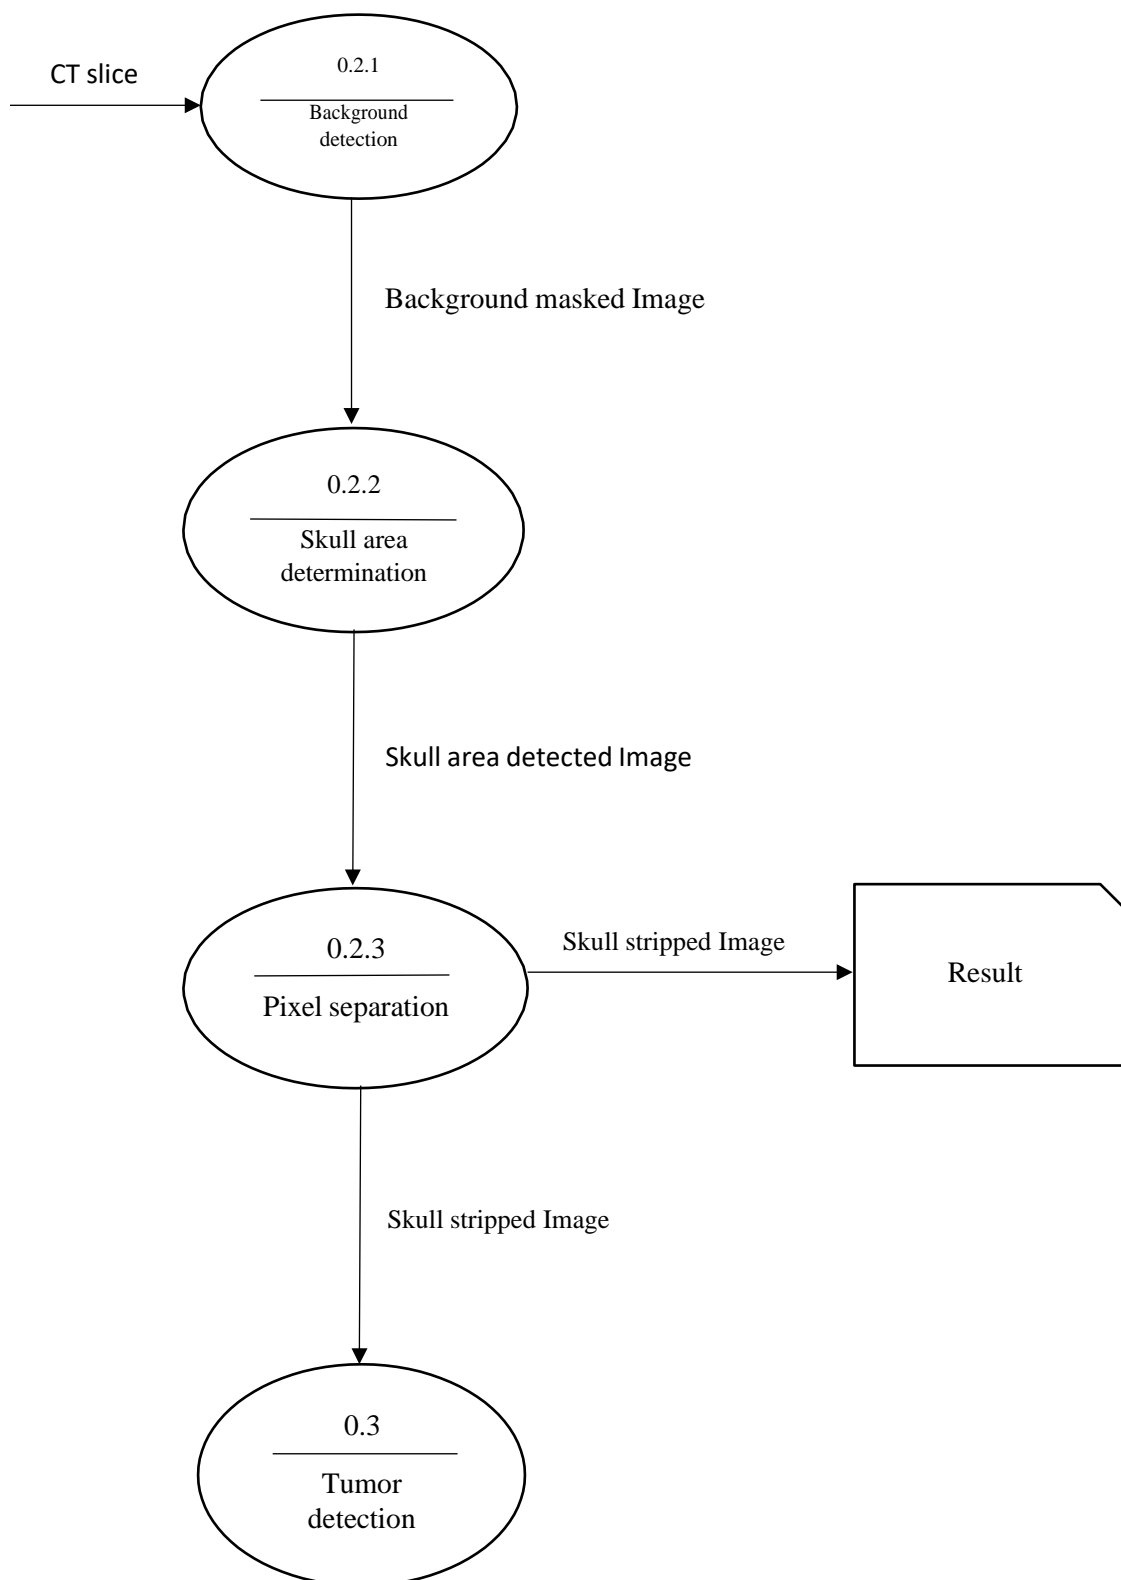 CT slice
0.2.1
Background
detection
Background masked Image
0.2.2
Skull area
determination
Skull area detected Image
0.2.3
Pixel separation
Skull stripped Image
Result
Skull stripped Image
0.3
Tumor
detection